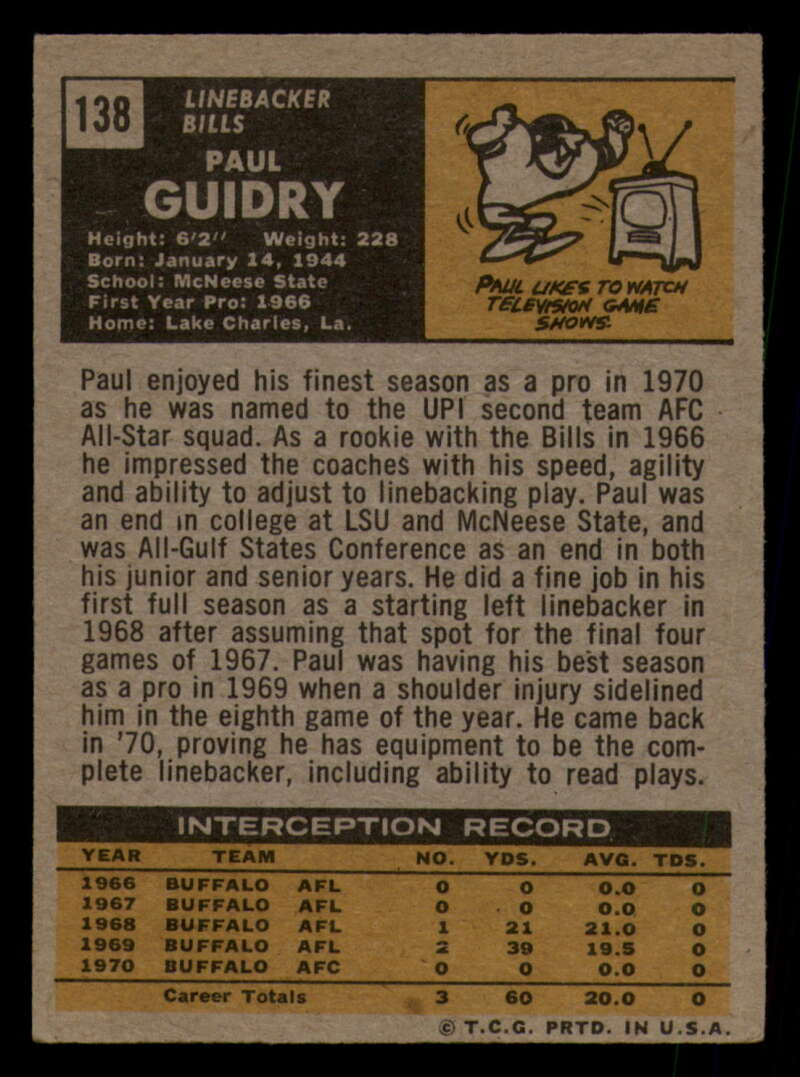 138
LINEBACKER
BILLS
PAUL
GUIDRY
Height: 6'2" Weight: 228
Born: January 14, 1944
School: McNeese State
First Year Pro: 1966
Home: Lake Charles, La.
PAUL LIKES TO WATCH
TELEVISION GAME
SHOWS.
Paul enjoyed his finest season as a pro in 1970
as he was named to the UPI second team AFC
All-Star squad. As a rookie with the Bills in 1966
he impressed the coaches with his speed, agility
and ability to adjust to linebacking play. Paul was
an end in college at LSU and McNeese State, and
was All-Gulf States Conference as an end in both
his junior and senior years. He did a fine job in his
first full season as a starting left linebacker in
1968 after assuming that spot for the final four
games of 1967. Paul was having his best season
as a pro in 1969 when a shoulder injury sidelined
him in the eighth game of the year. He came back
in '70, proving he has equipment to be the com-
plete linebacker, including ability to read plays.
INTERCEPTION RECORD
YEAR TEAM NO. YDS. AVG. TDS.
1966 BUFFALO AFL 0 0 0.0 0
1967 BUFFALO AFL 0 0 0.0 0
1968 BUFFALO AFL 1 21 21.0 0
1969 BUFFALO AFL 2 39 19.5 0
1970 BUFFALO AFC 0 0 0.0 0
Career Totals 3 60 20.0 0
© T.C.G. PRTD. IN U.S.A.